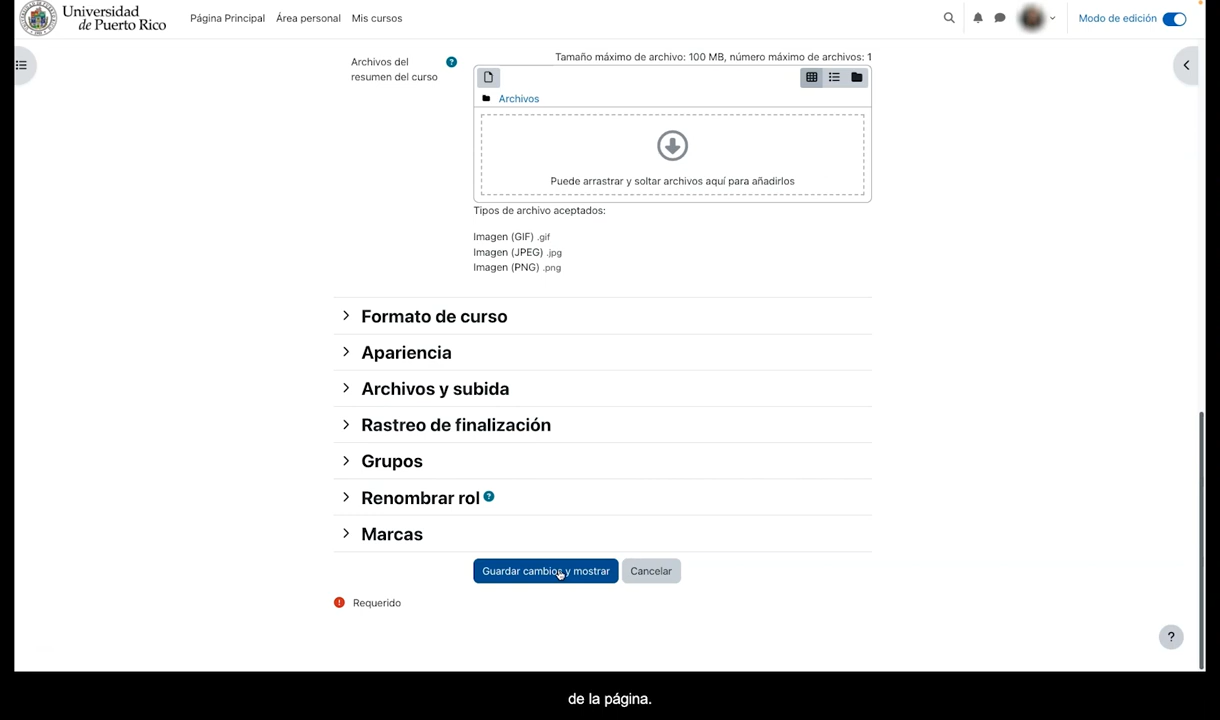 Universidad
de Puerto Rico
Página Principal Área personal Mis cursos
Modo de edición
Archivos del
resumen del curso
?
Tamaño máximo de archivo: 100 MB, número máximo de archivos: 1
Archivos
Puede arrastrar y soltar archivos aquí para añadirlos
Tipos de archivo aceptados:
Imagen (GIF) .gif
Imagen (JPEG) .jpg
Imagen (PNG) .png
Formato de curso
Apariencia
Archivos y subida
Rastreo de finalización
Grupos
Renombrar rol ?
Marcas
Guardar cambios y mostrar Cancelar
! Requerido
?
de la página.